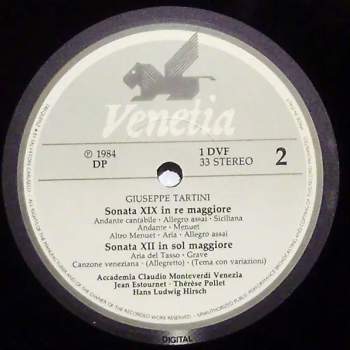 Venetia
℗ 1984
DP
1 DVF
33 STEREO
2
GIUSEPPE TARTINI
Sonata XIX in re maggiore
Andante cantabile · Allegro assai · Siciliana
Andante · Menuet
Altro Menuet · Aria · Allegro assai
Sonata XII in sol maggiore
Aria del Tasso · Grave
Canzone veneziana · (Allegretto) · (Tema con variazioni)
Accademia Claudio Monteverdi Venezia
Jean Estournet · Thérèse Pollet
Hans Ludwig Hirsch
DIGITAL